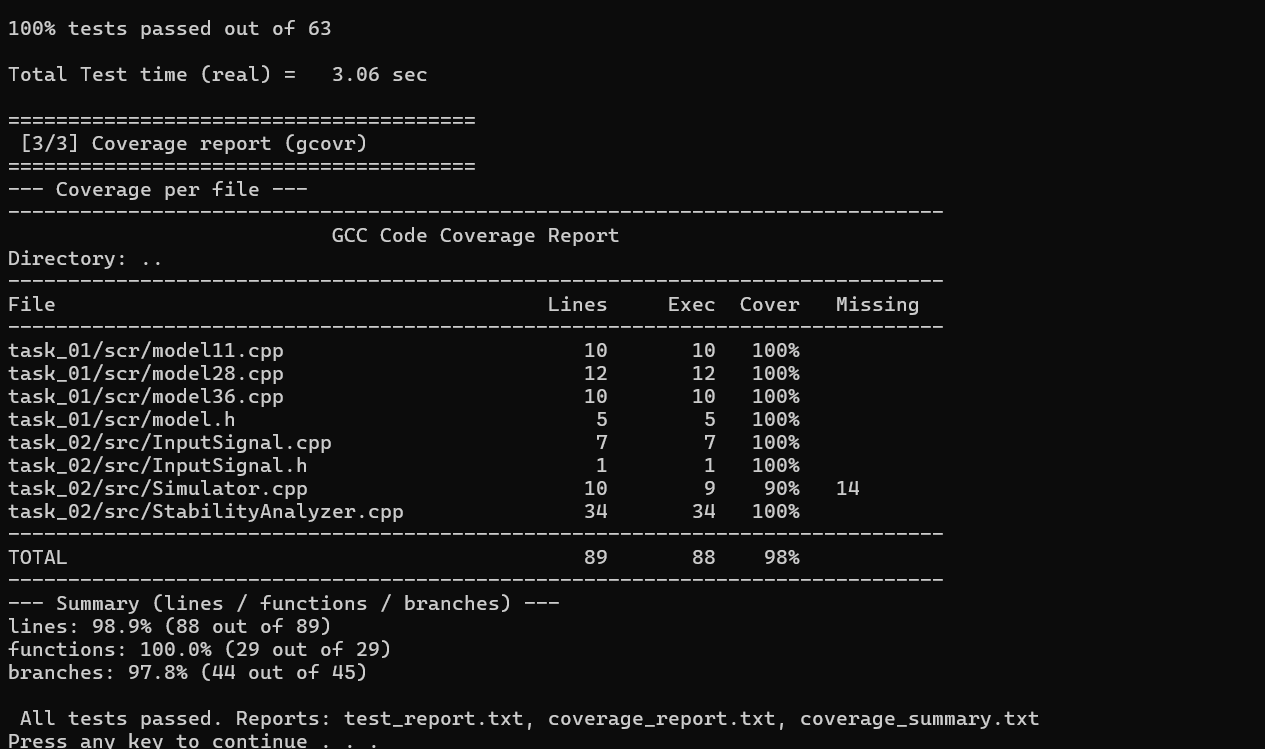 100% tests passed out of 63
Total Test time (real) =   3.06 sec
=======================================
 [3/3] Coverage report (gcovr)
=======================================
--- Coverage per file ---
------------------------------------------------------------------------------
                           GCC Code Coverage Report
Directory: ..
------------------------------------------------------------------------------
File                                         Lines     Exec  Cover   Missing
------------------------------------------------------------------------------
task_01/scr/model11.cpp                         10       10   100%
task_01/scr/model28.cpp                         12       12   100%
task_01/scr/model36.cpp                         10       10   100%
task_01/scr/model.h                              5        5   100%
task_02/src/InputSignal.cpp                      7        7   100%
task_02/src/InputSignal.h                        1        1   100%
task_02/src/Simulator.cpp                       10        9    90%   14
task_02/src/StabilityAnalyzer.cpp               34       34   100%
------------------------------------------------------------------------------
TOTAL                                           89       88    98%
------------------------------------------------------------------------------
--- Summary (lines / functions / branches) ---
lines: 98.9% (88 out of 89)
functions: 100.0% (29 out of 29)
branches: 97.8% (44 out of 45)
 All tests passed. Reports: test_report.txt, coverage_report.txt, coverage_summary.txt
Press any key to continue . . .